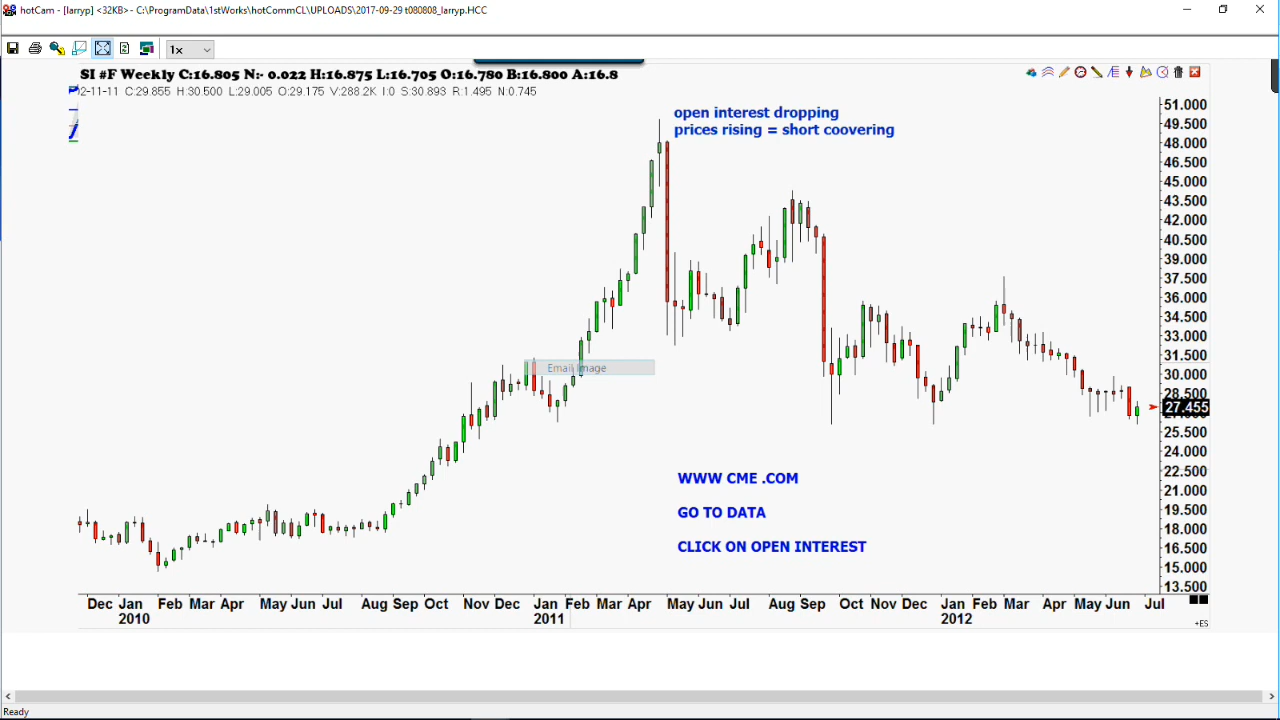 hotCam - [larryp] <32KB> - C:\ProgramData\1stWorks\hotCommCL\UPLOADS\2017-09-29 t080808_larryp.HCC
1x
SI #F Weekly C:16.805 N:- 0.022 H:16.875 L:16.705 O:16.780 B:16.800 A:16.8
2-11-11 C:29.855 H:30.500 L:29.005 O:29.175 V:288.2K I:0 S:30.893 R:1.495 N:0.745
open interest dropping
prices rising = short coovering
51.000
49.500
48.000
46.500
45.000
43.500
42.000
40.500
39.000
37.500
36.000
34.500
33.000
31.500
30.000
28.500
27.455
25.500
24.000
22.500
21.000
19.500
18.000
16.500
15.000
13.500
Email Image
WWW CME .COM
GO TO DATA
CLICK ON OPEN INTEREST
Dec Jan Feb Mar Apr May Jun Jul Aug Sep Oct Nov Dec Jan Feb Mar Apr May Jun Jul Aug Sep Oct Nov Dec Jan Feb Mar Apr May Jun Jul
2010 2011 2012
+ES
Ready